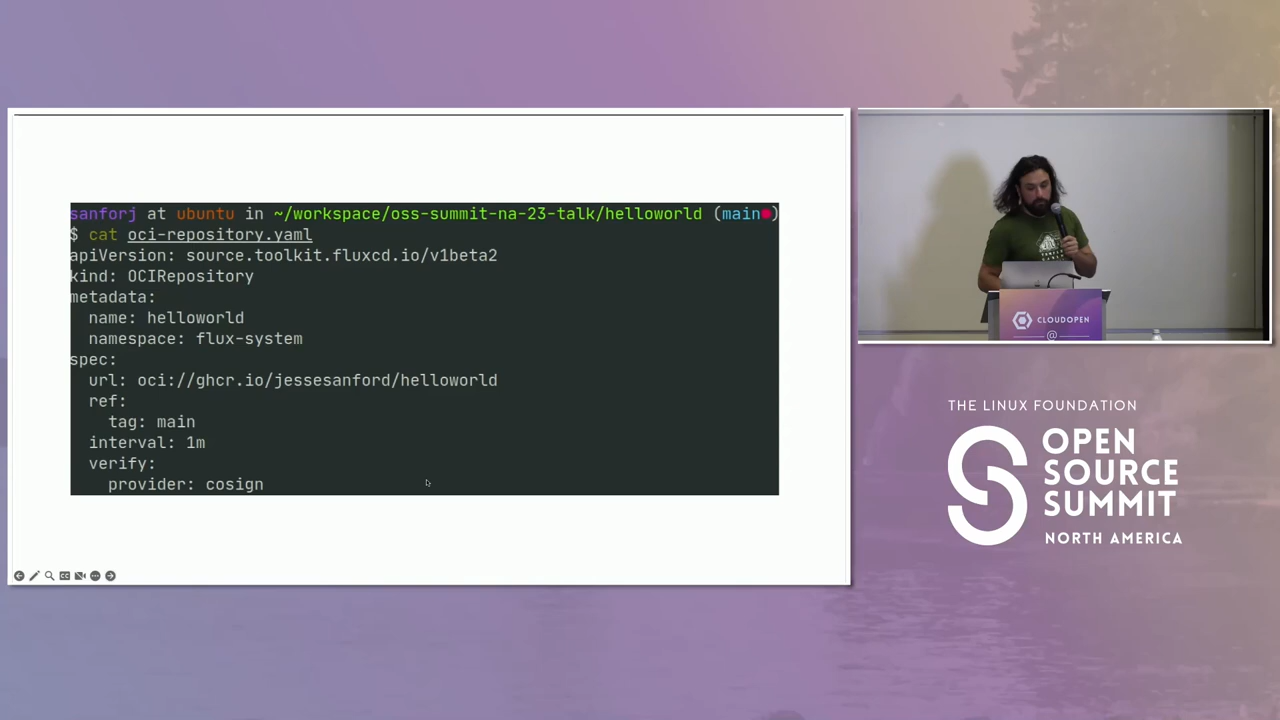 sanforj at ubuntu in ~/workspace/oss-summit-na-23-talk/helloworld (main●)
$ cat oci-repository.yaml
apiVersion: source.toolkit.fluxcd.io/v1beta2
kind: OCIRepository
metadata:
  name: helloworld
  namespace: flux-system
spec:
  url: oci://ghcr.io/jessesanford/helloworld
  ref:
    tag: main
  interval: 1m
  verify:
    provider: cosign
CLOUDOPEN
@
THE LINUX FOUNDATION
OPEN
SOURCE
SUMMIT
NORTH AMERICA